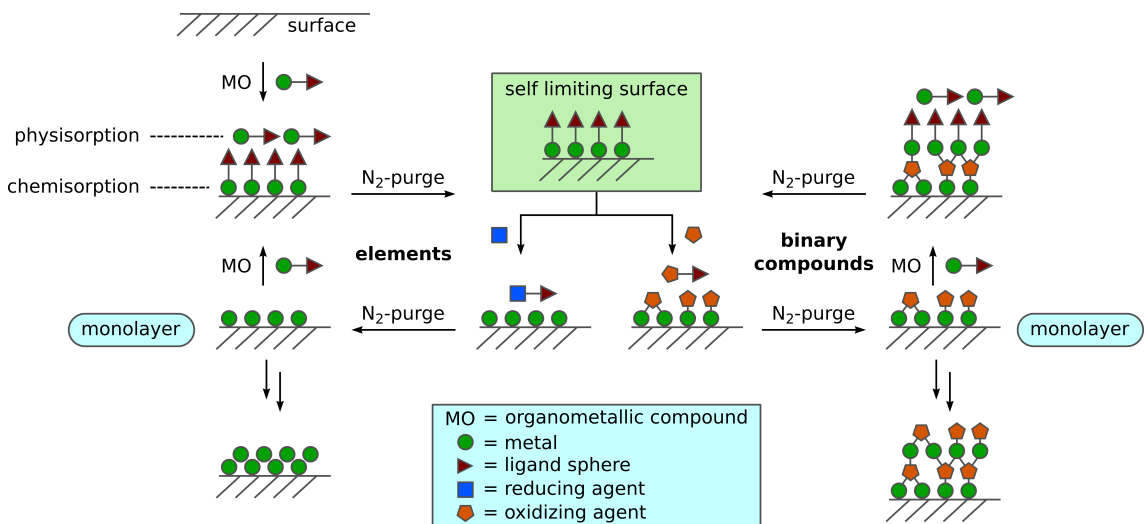 surface
MO
physisorption
chemisorption
N2-purge
self limiting surface
N2-purge
elements
binary
compounds
MO
MO
monolayer
N2-purge
N2-purge
monolayer
MO = organometallic compound
= metal
= ligand sphere
= reducing agent
= oxidizing agent